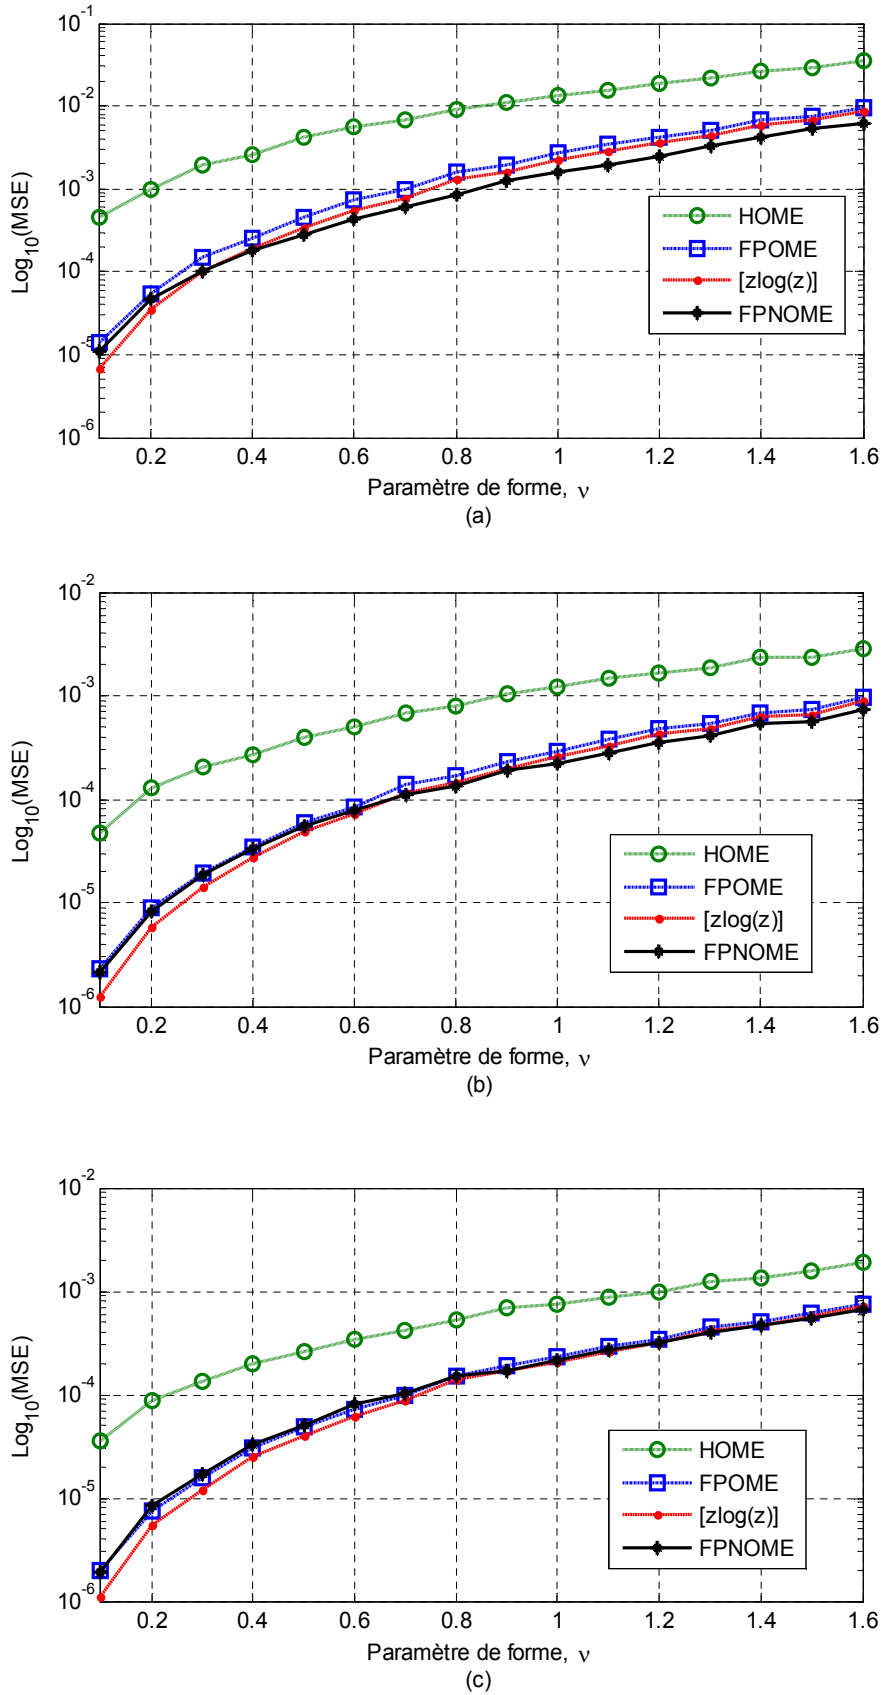 10^-1
10^-2
10^-3
10^-4
10^-5
10^-6
Log10(MSE)
HOME
FPOME
[zlog(z)]
FPNOME
0.2 0.4 0.6 0.8 1 1.2 1.4 1.6
Paramètre de forme, ν
(a)
10^-2
10^-3
10^-4
10^-5
10^-6
Log10(MSE)
HOME
FPOME
[zlog(z)]
FPNOME
0.2 0.4 0.6 0.8 1 1.2 1.4 1.6
Paramètre de forme, ν
(b)
10^-2
10^-3
10^-4
10^-5
10^-6
Log10(MSE)
HOME
FPOME
[zlog(z)]
FPNOME
0.2 0.4 0.6 0.8 1 1.2 1.4 1.6
Paramètre de forme, ν
(c)